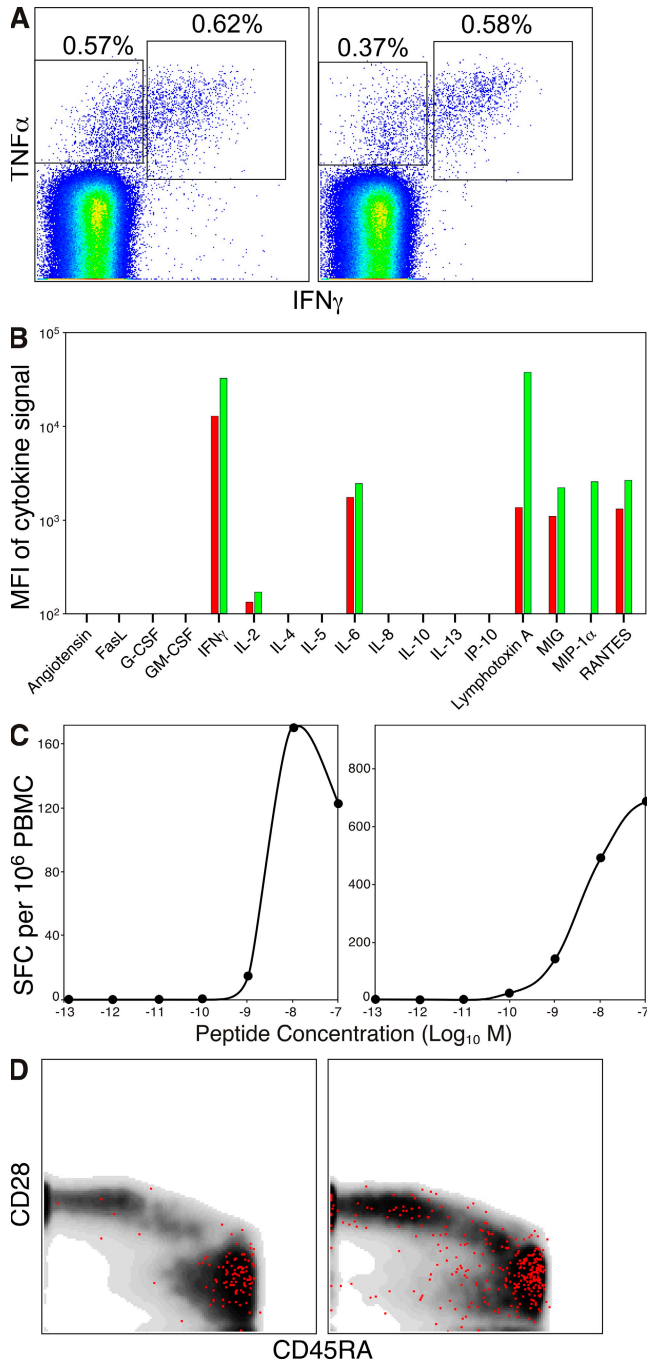 A
0.57%
0.62%
0.37%
0.58%
TNFα
IFNγ
B
MFI of cytokine signal
10⁵
10⁴
10³
10²
Angiotensin
FasL
G-CSF
GM-CSF
IFNγ
IL-2
IL-4
IL-5
IL-6
IL-8
IL-10
IL-13
IP-10
Lymphotoxin A
MIG
MIP-1α
RANTES
C
SFC per 10⁶ PBMC
160
120
80
40
0
-13 -12 -11 -10 -9 -8 -7
800
600
400
200
0
-13 -12 -11 -10 -9 -8 -7
Peptide Concentration (Log₁₀ M)
D
CD28
CD45RA